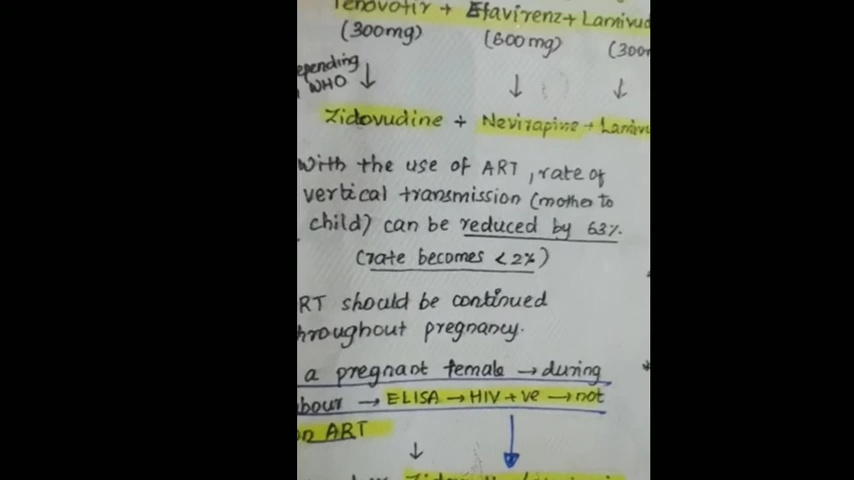 Tenovotir + Efavirenz + Lamivud
(300mg) (600mg) (300
epending
WHO ↓ ↓ ↓
Zidovudine + Nevirapine + Lamivu
With the use of ART, rate of
vertical transmission (mother to
child) can be reduced by 63%.
(rate becomes <2%)
RT should be continued
hroughout pregnancy.
a pregnant female → during
bour → ELISA → HIV +ve → not
on ART
↓